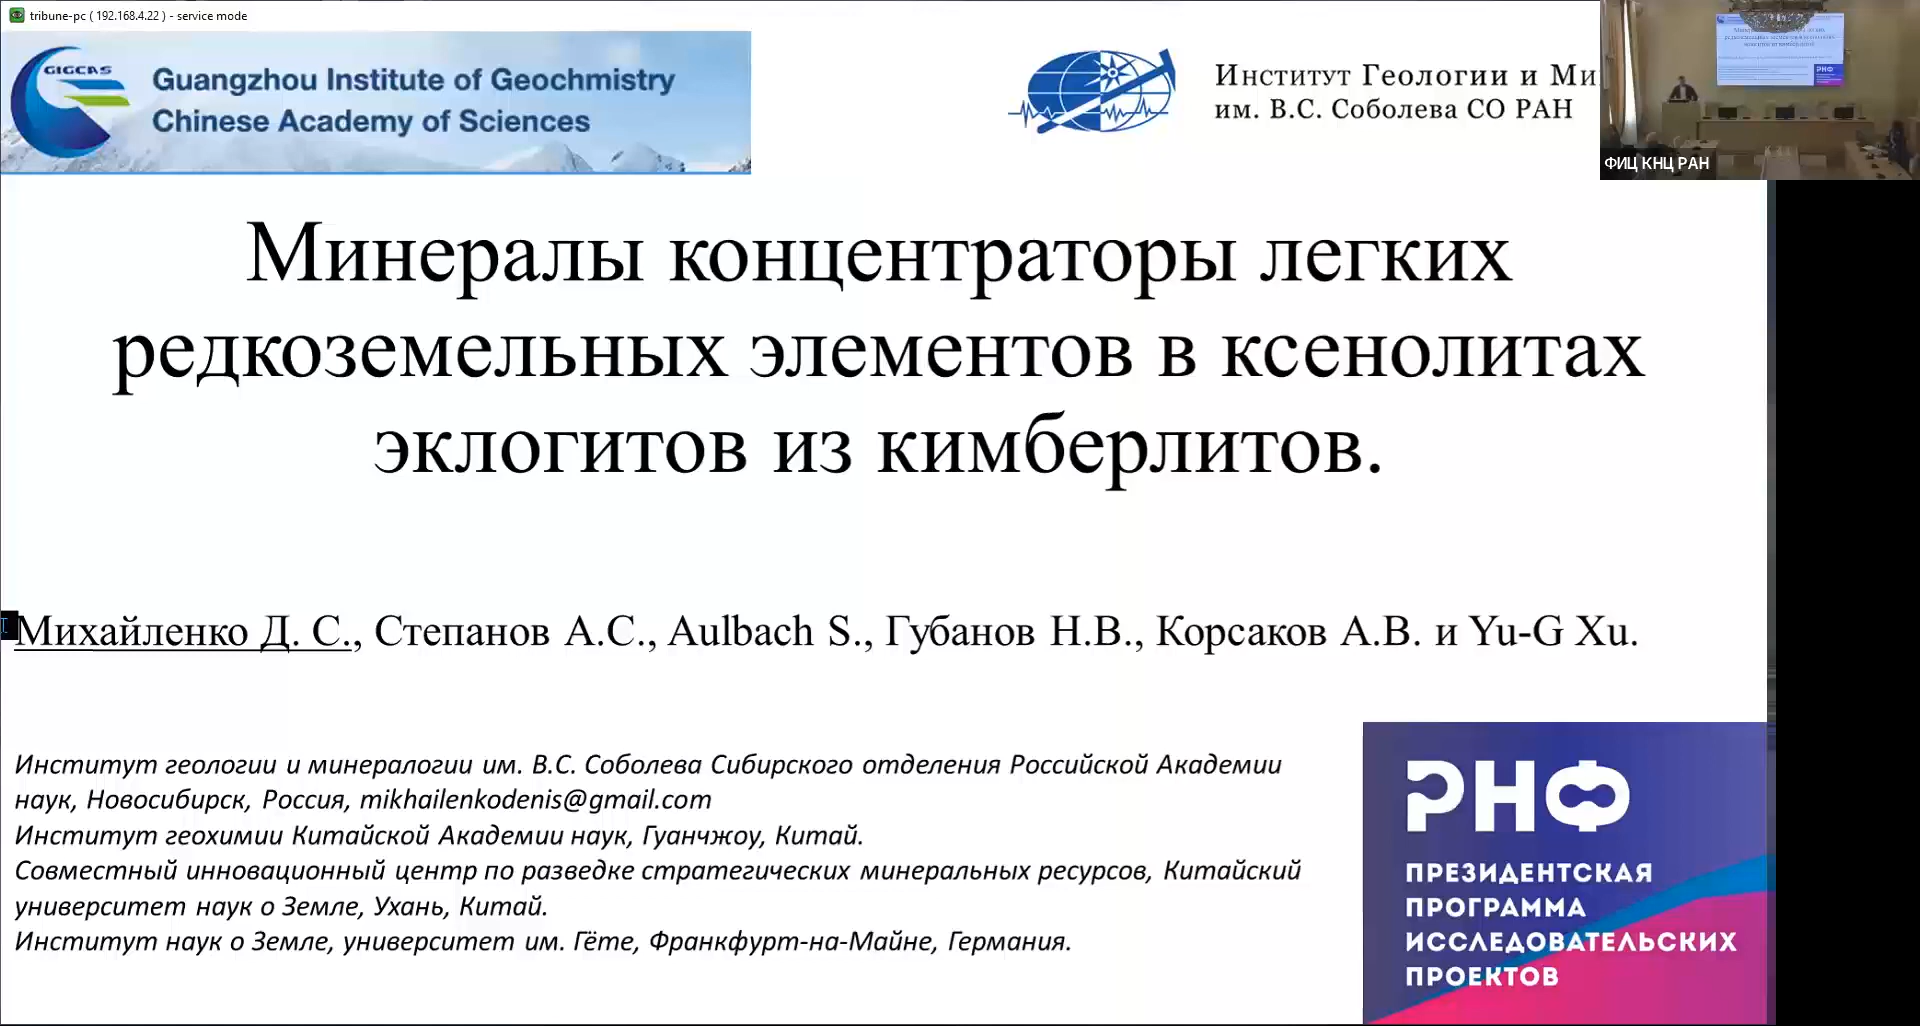 tribune-pc ( 192.168.4.22 ) - service mode
GIGCAS
Guangzhou Institute of Geochmistry
Chinese Academy of Sciences
Институт Геологии и Ми
им. В.С. Соболева СО РАН
ФИЦ КНЦ РАН
Минералы концентраторы легких
редкоземельных элементов в ксенолитах
эклогитов из кимберлитов.
Михайленко Д. С., Степанов А.С., Aulbach S., Губанов Н.В., Корсаков А.В. и Yu-G Xu.
Институт геологии и минералогии им. В.С. Соболева Сибирского отделения Российской Академии
наук, Новосибирск, Россия, mikhailenkodenis@gmail.com
Институт геохимии Китайской Академии наук, Гуанчжоу, Китай.
Совместный инновационный центр по разведке стратегических минеральных ресурсов, Китайский
университет наук о Земле, Ухань, Китай.
Институт наук о Земле, университет им. Гёте, Франкфурт-на-Майне, Германия.
РНФ
ПРЕЗИДЕНТСКАЯ
ПРОГРАММА
ИССЛЕДОВАТЕЛЬСКИХ
ПРОЕКТОВ